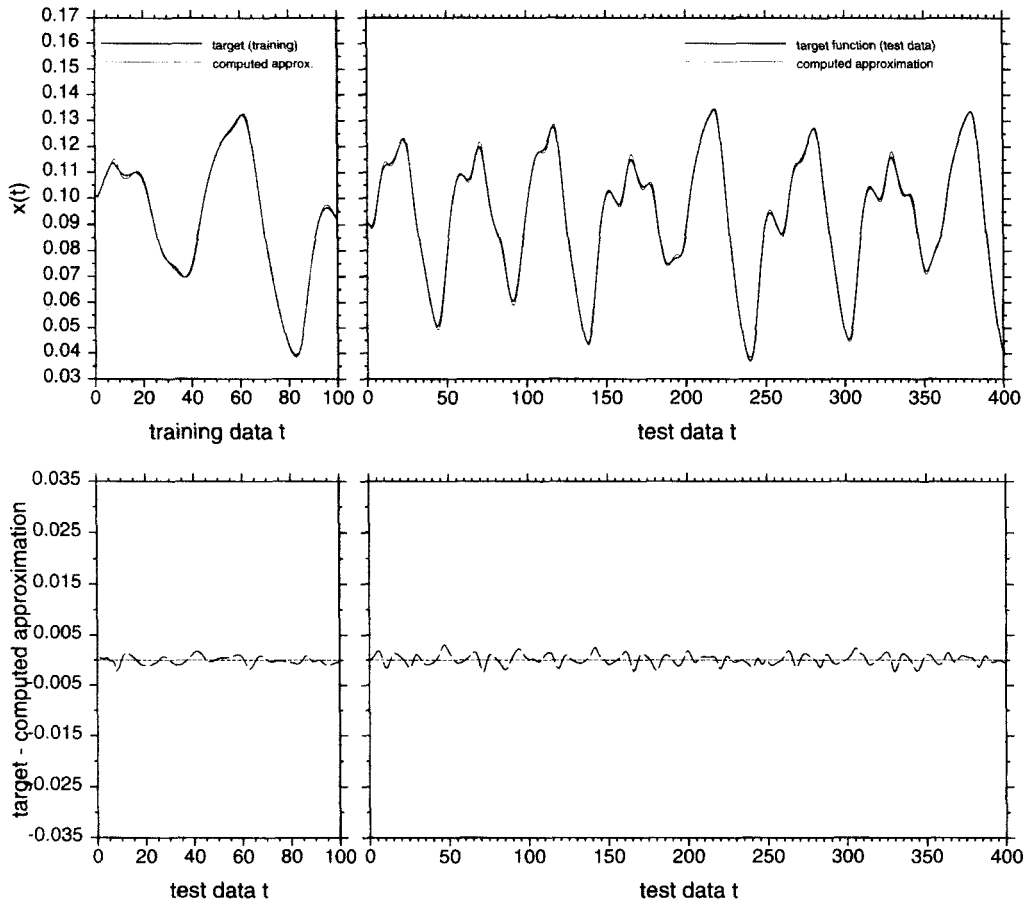 0.17
0.16
0.15
0.14
0.13
0.12
0.11
0.10
0.09
0.08
0.07
0.06
0.05
0.04
0.03
x(t)
target (training)
computed approx.
0 20 40 60 80 100
training data t
target function (test data)
computed approximation
0 50 100 150 200 250 300 350 400
test data t
0.035
0.025
0.015
0.005
-0.005
-0.015
-0.025
-0.035
target - computed approximation
0 20 40 60 80 100
test data t
0 50 100 150 200 250 300 350 400
test data t